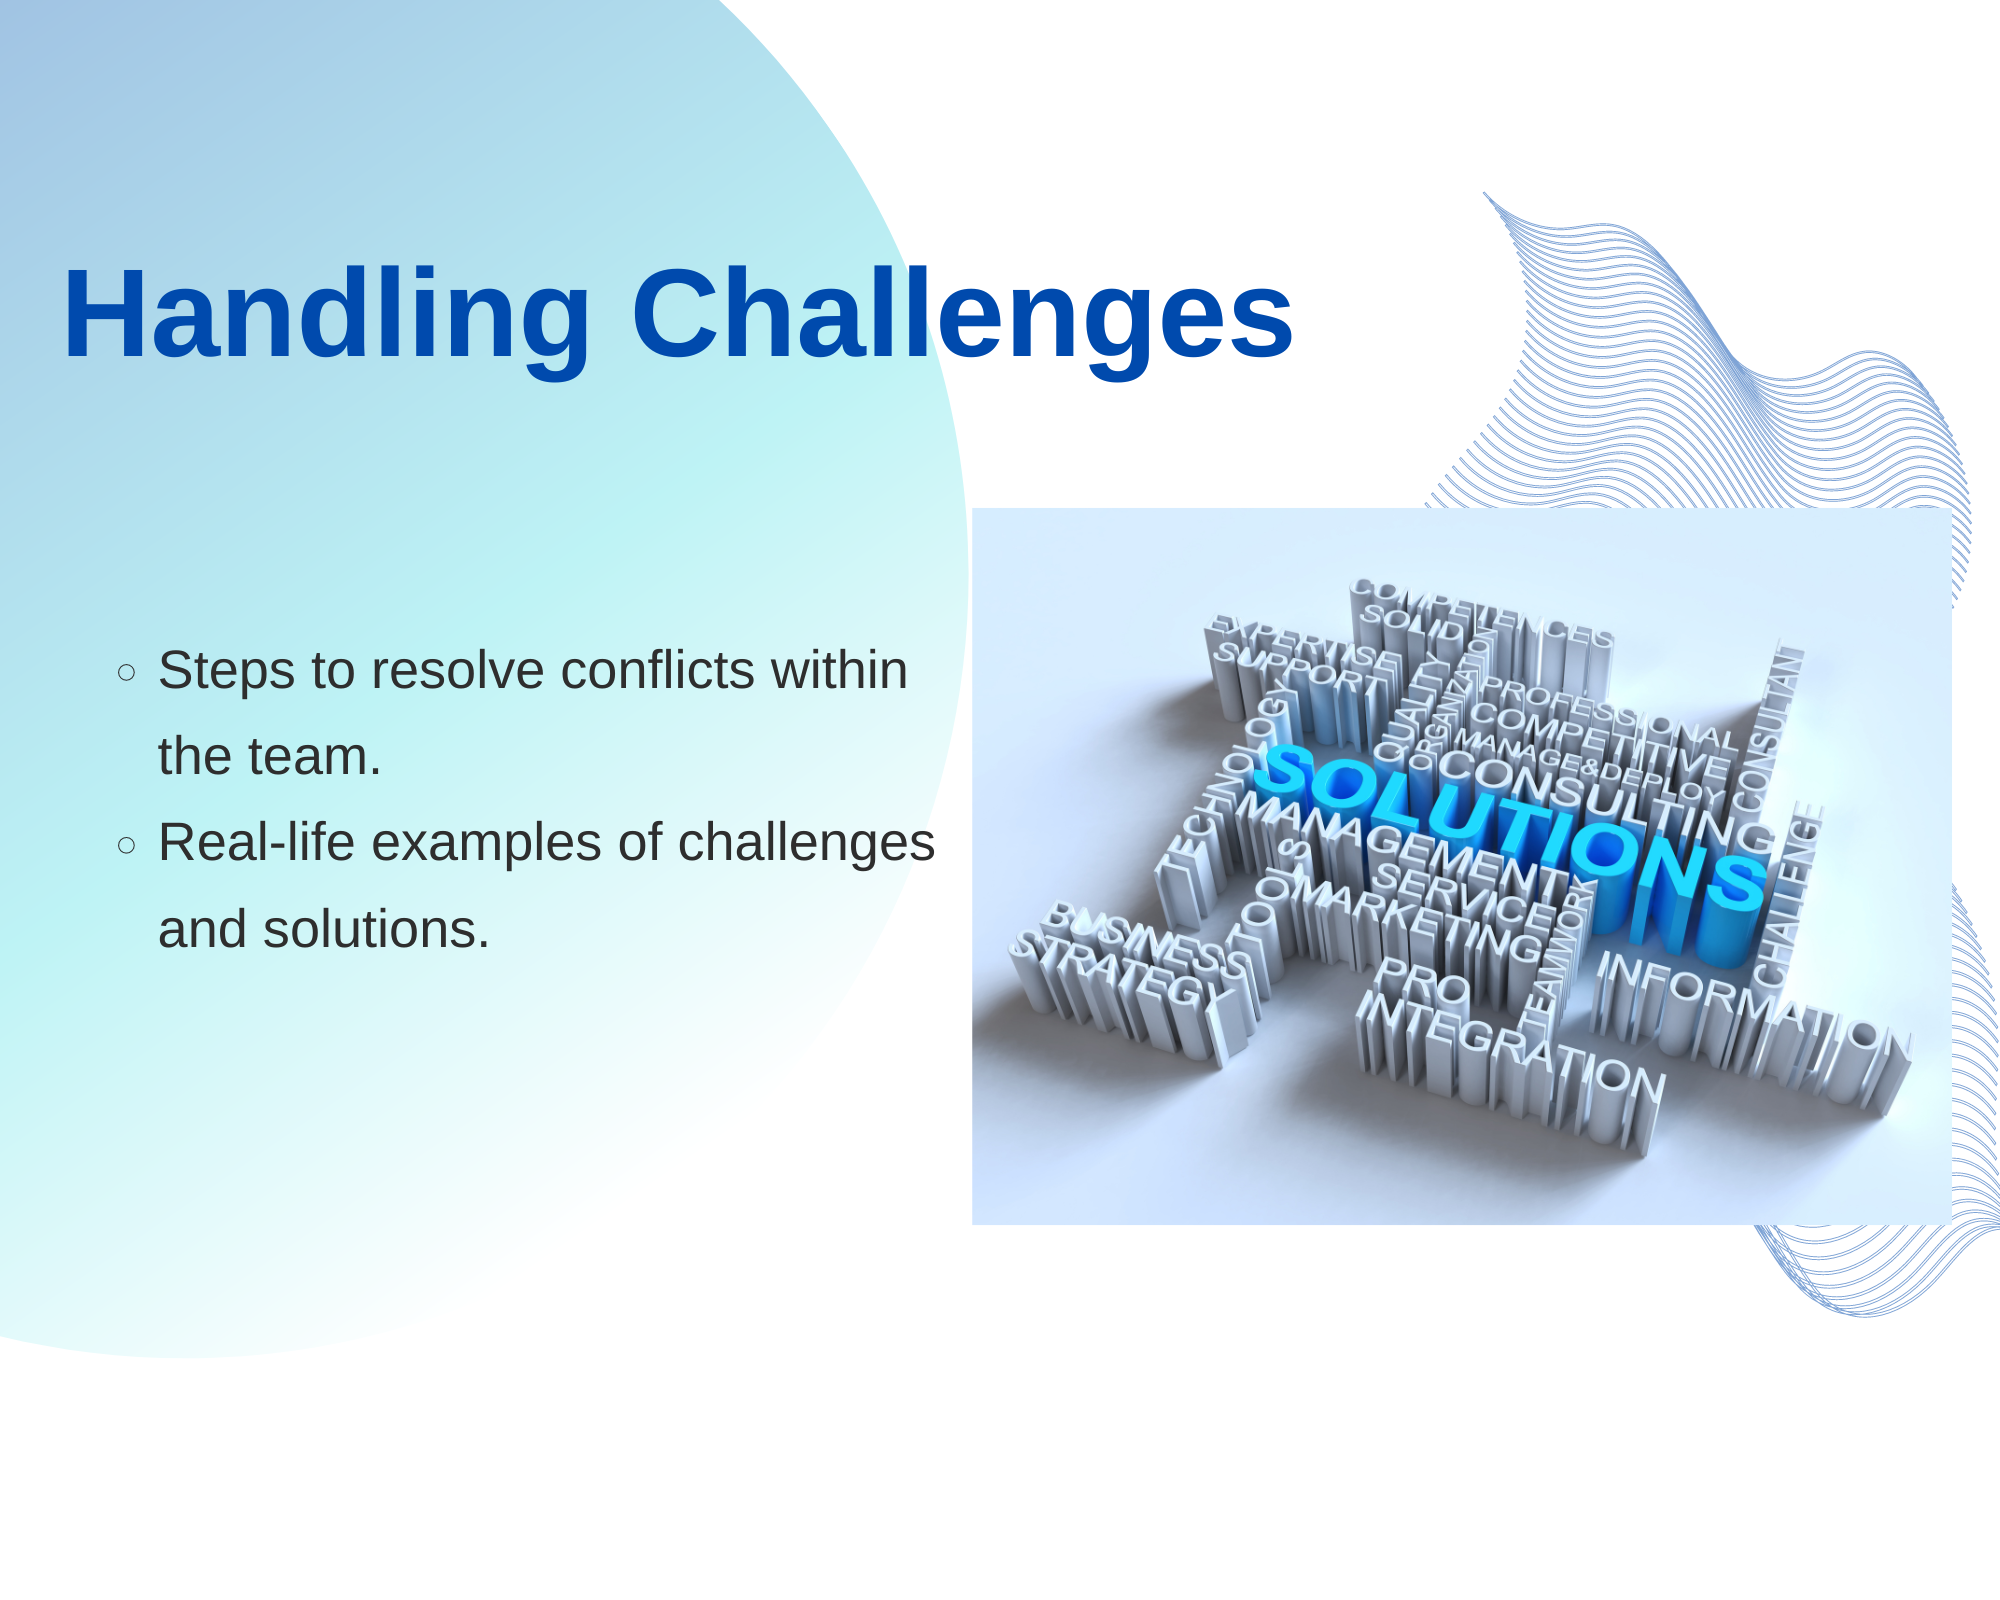 Handling Challenges
Steps to resolve conflicts within
the team.
Real-life examples of challenges
and solutions.
COMPETENCES
SOLID
EXPERTISE
SUPPORT
QUALITY
ORGANIZATION
PROFESSIONAL
COMPETITIVE
MANAGE&DEPLOY
CONSULTING
CONSULTANT
TECHNOLOGY
SOLUTIONS
MANAGEMENT
CHALLENGE
TOOLS
SERVICE
MARKETING
TEAMWORK
BUSINESS
STRATEGY
PRO
INTEGRATION
INFORMATION